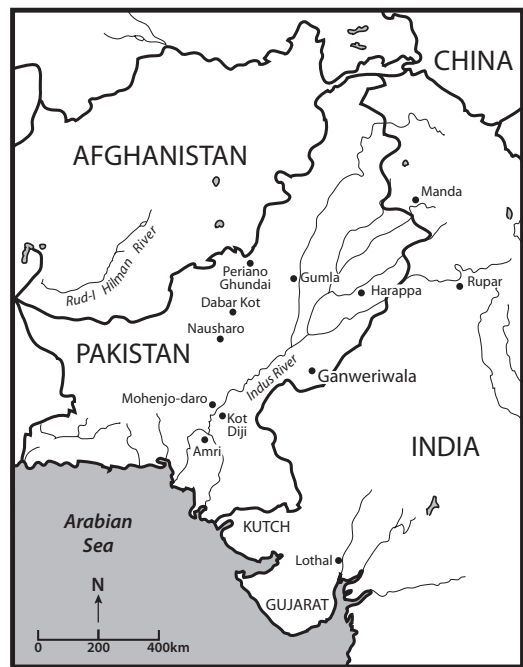 CHINA
AFGHANISTAN
Manda
Rud-I Hilman River
Periano
Ghundai
Gumla
Harappa
Rupar
Dabar Kot
Nausharo
PAKISTAN
Indus River
Ganweriwala
Mohenjo-daro
Kot
Diji
Amri
INDIA
Arabian
Sea
KUTCH
Lothal
N
GUJARAT
0 200 400km